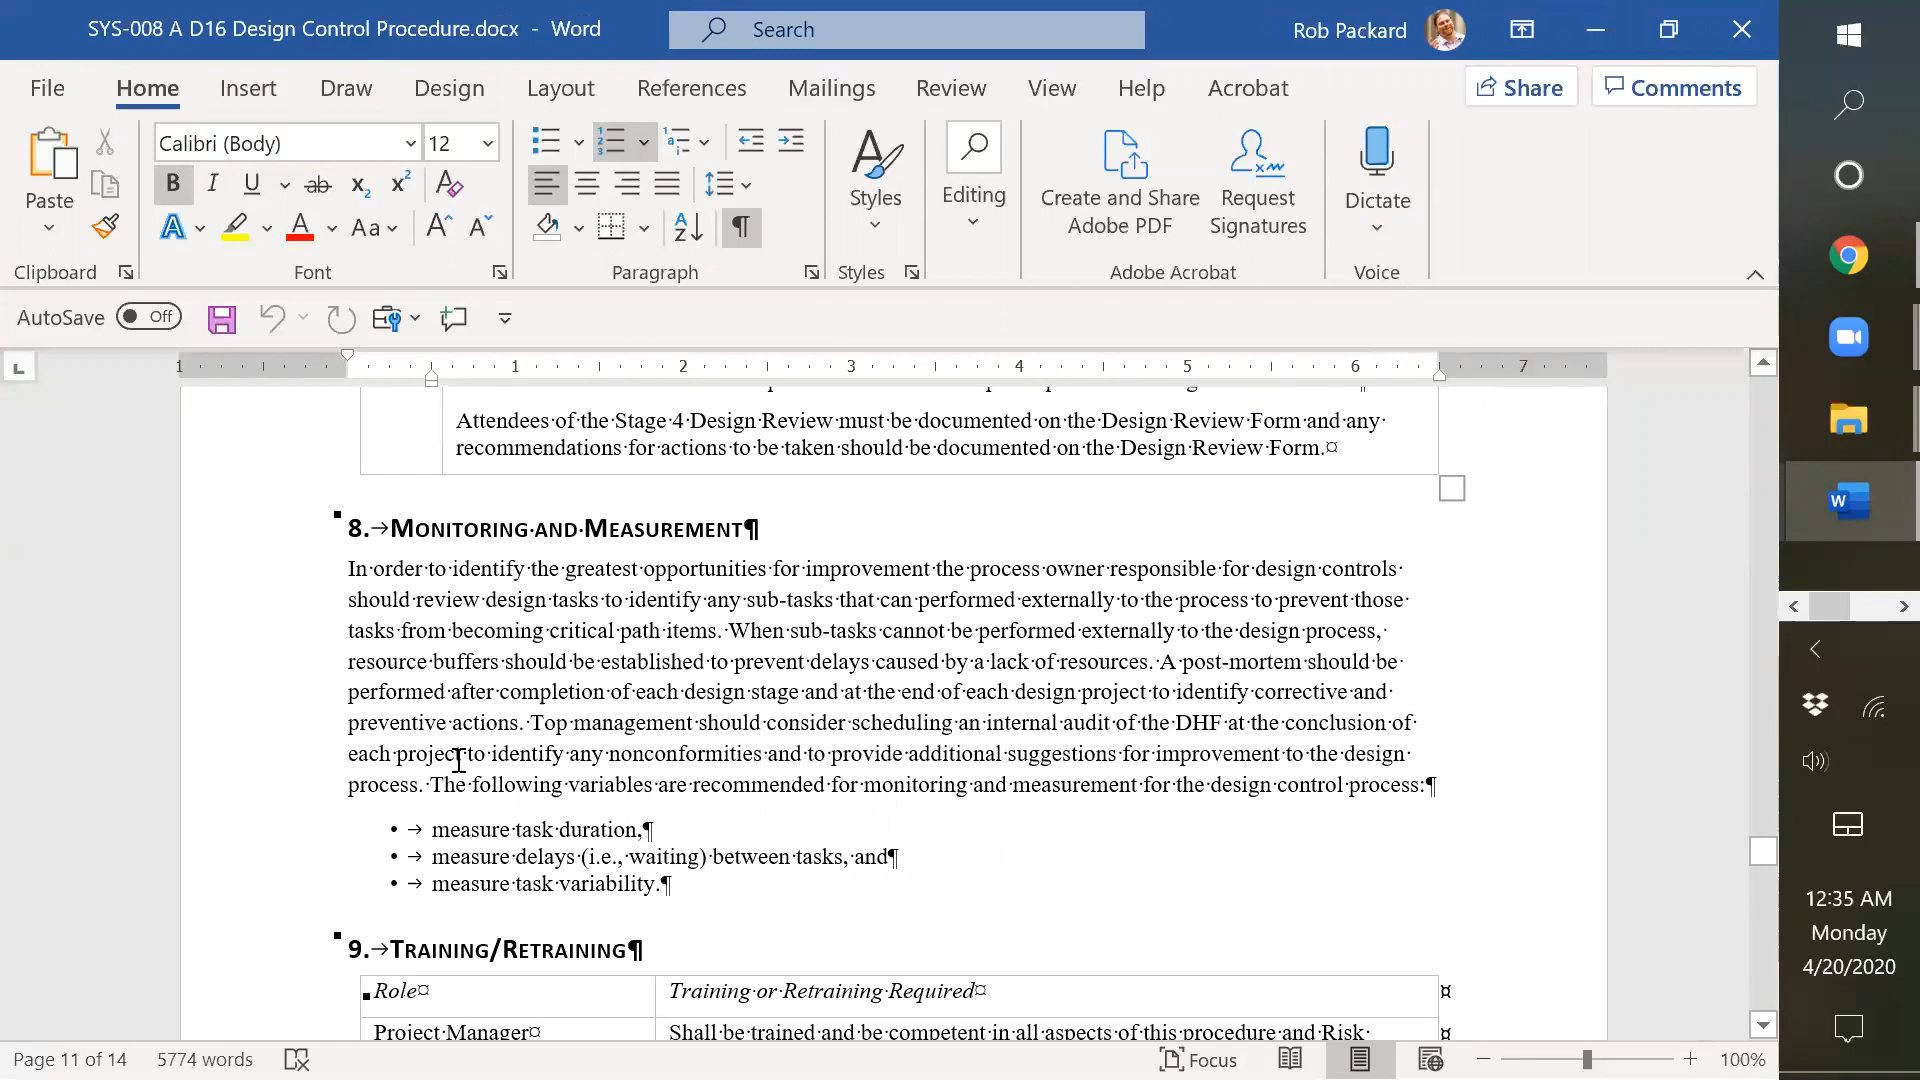 SYS-008 A D16 Design Control Procedure.docx - Word
Search
Rob Packard
File Home Insert Draw Design Layout References Mailings Review View Help Acrobat
Share Comments
Calibri (Body) 12
Paste
Styles
Editing
Create and Share Adobe PDF
Request Signatures
Dictate
Clipboard Font Paragraph Styles Adobe Acrobat Voice
AutoSave Off
1 1 2 3 4 5 6 7
Attendees of the Stage 4 Design Review must be documented on the Design Review Form and any
recommendations for actions to be taken should be documented on the Design Review Form.¤
8.→Monitoring and Measurement¶
In order to identify the greatest opportunities for improvement the process owner responsible for design controls
should review design tasks to identify any sub-tasks that can performed externally to the process to prevent those
tasks from becoming critical path items. When sub-tasks cannot be performed externally to the design process,
resource buffers should be established to prevent delays caused by a lack of resources. A post-mortem should be
performed after completion of each design stage and at the end of each design project to identify corrective and
preventive actions. Top management should consider scheduling an internal audit of the DHF at the conclusion of
each project to identify any nonconformities and to provide additional suggestions for improvement to the design
process. The following variables are recommended for monitoring and measurement for the design control process:¶
• → measure task duration,¶
• → measure delays (i.e., waiting) between tasks, and¶
• → measure task variability.¶
9.→Training/Retraining¶
Role¤ Training or Retraining Required¤ ¤
Project Manager¤ Shall be trained and be competent in all aspects of this procedure and Risk ¤
Page 11 of 14 5774 words Focus 100%
12:35 AM
Monday
4/20/2020